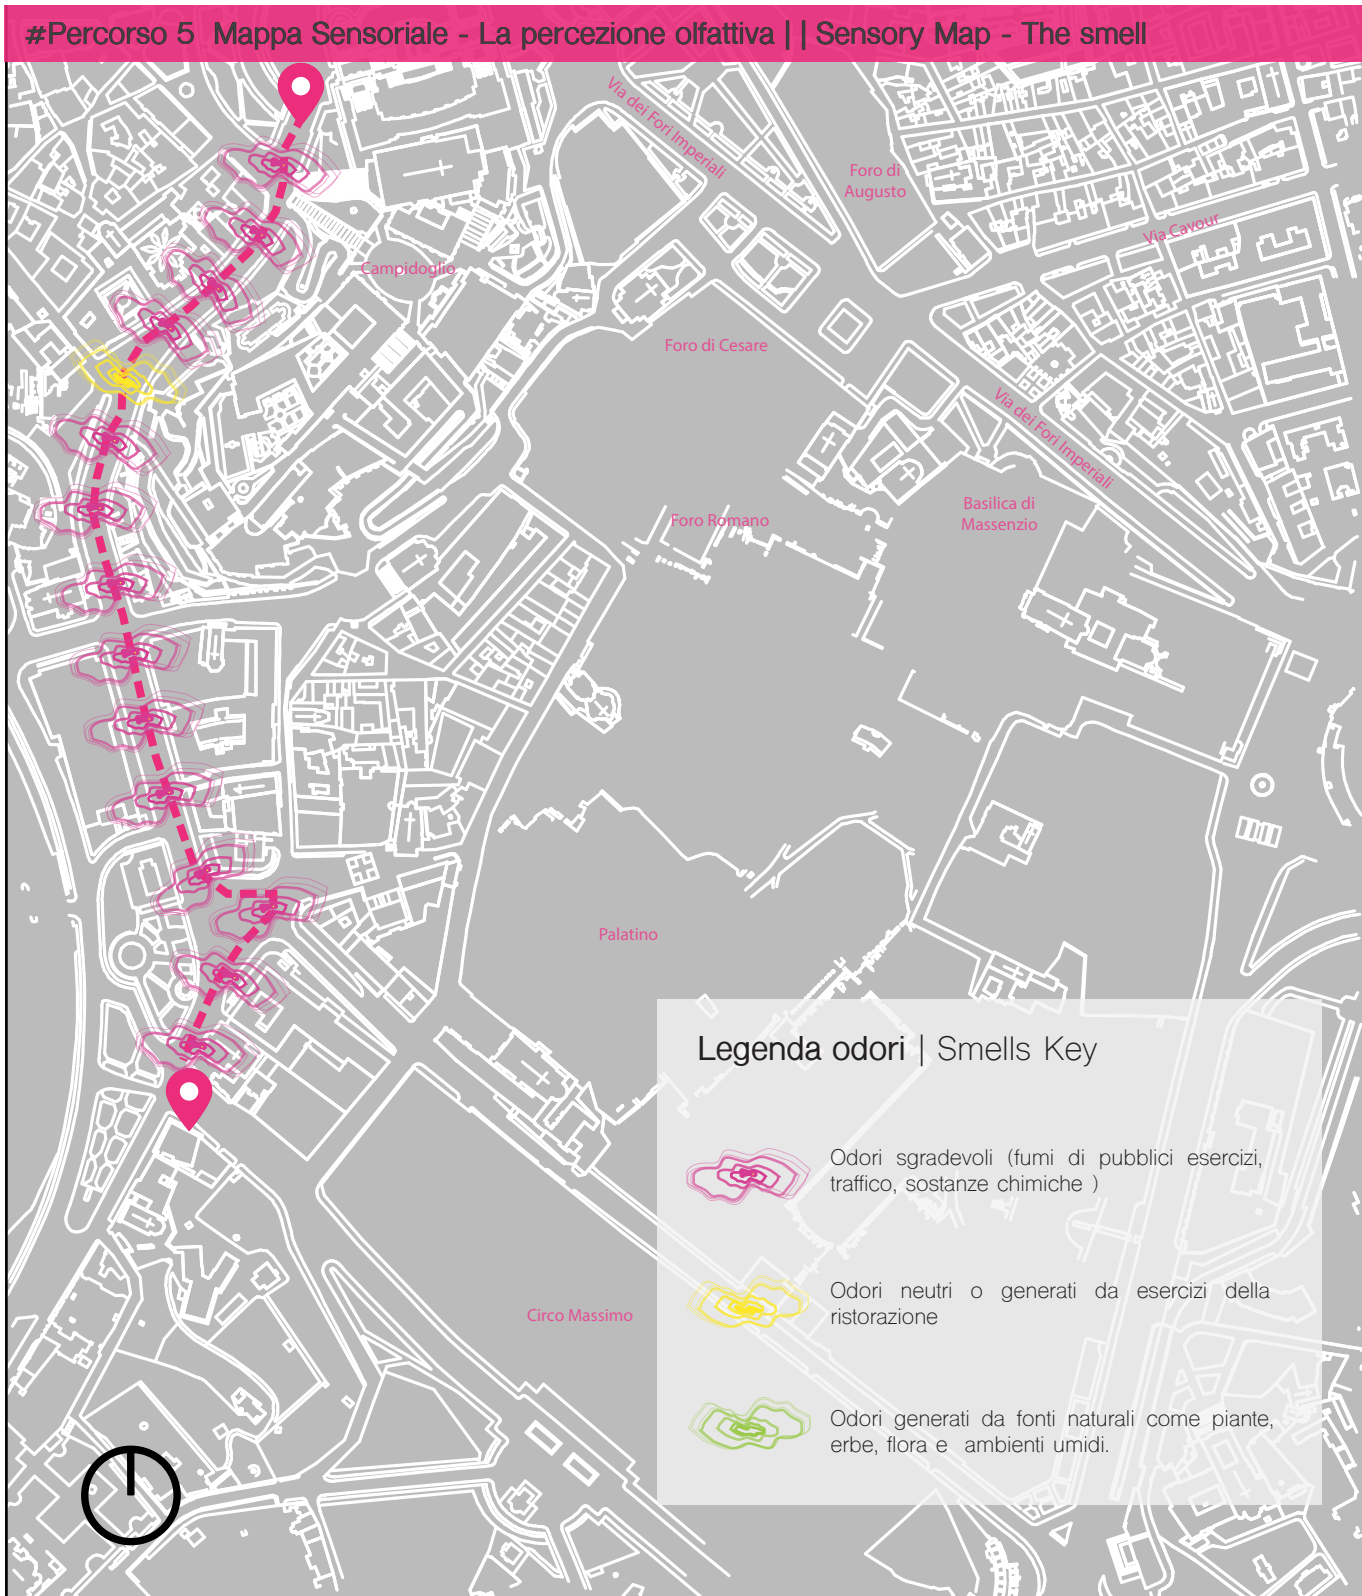 #Percorso 5 Mappa Sensoriale - La percezione olfattiva || Sensory Map - The smell
Via dei Fori Imperiali
Foro di
Augusto
Via Cavour
Campidoglio
Foro di Cesare
Via dei Fori Imperiali
Foro Romano
Basilica di
Massenzio
Palatino
Circo Massimo
Legenda odori | Smells Key
Odori sgradevoli (fumi di pubblici esercizi,
traffico, sostanze chimiche )
Odori neutri o generati da esercizi della
ristorazione
Odori generati da fonti naturali come piante,
erbe, flora e ambienti umidi.